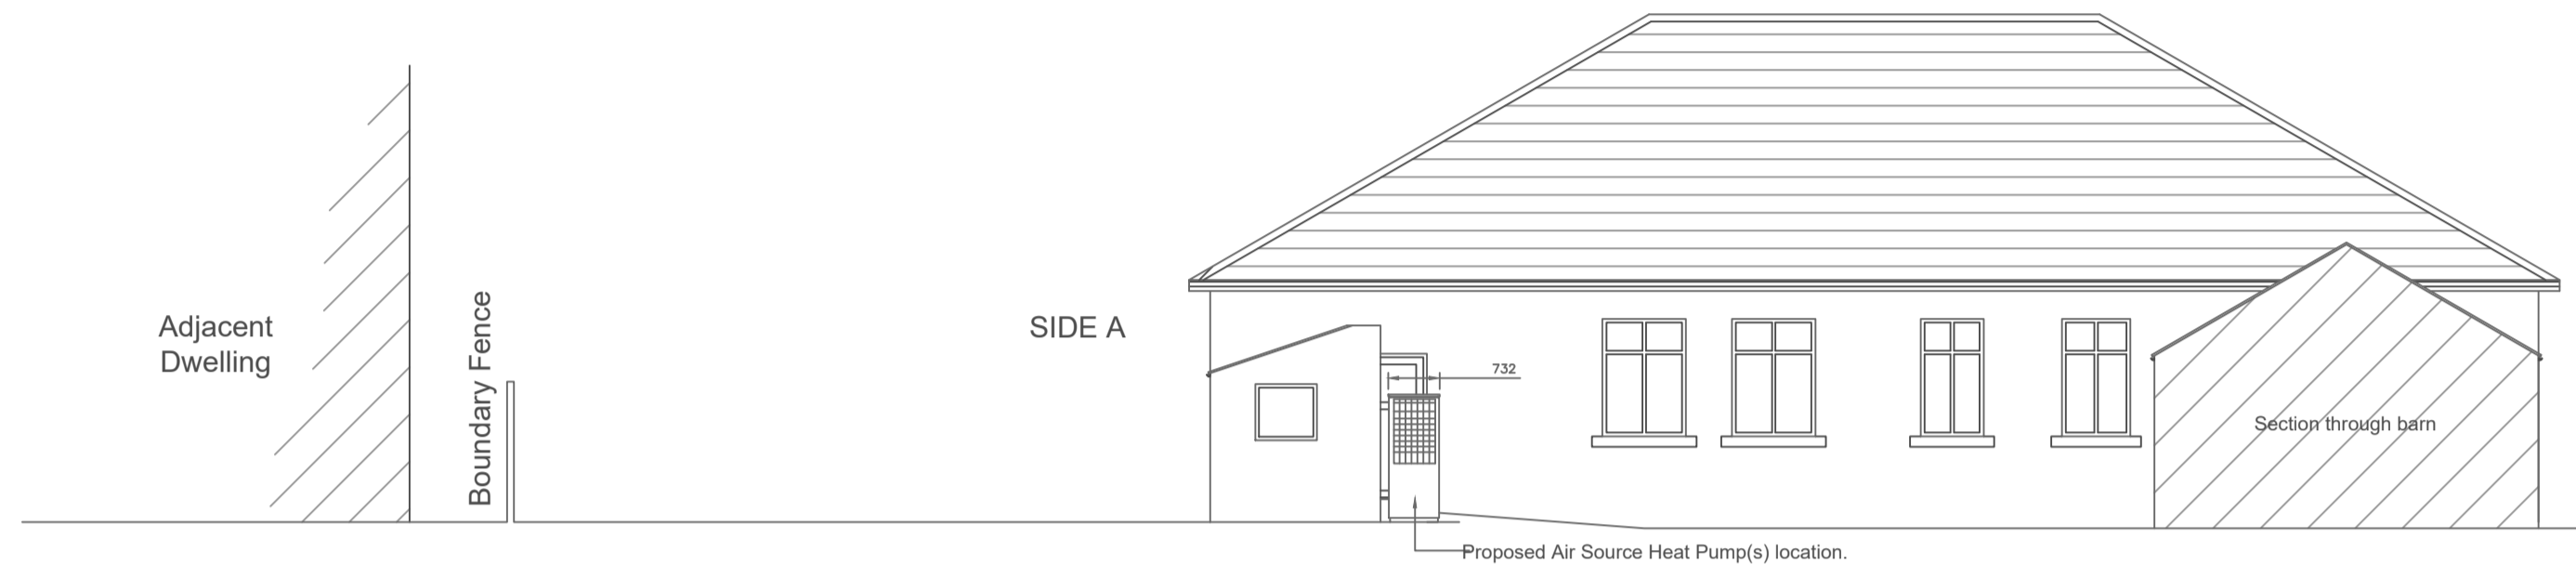 Adjacent
Dwelling
Boundary Fence
SIDE A
732
Section through barn
Proposed Air Source Heat Pump(s) location.